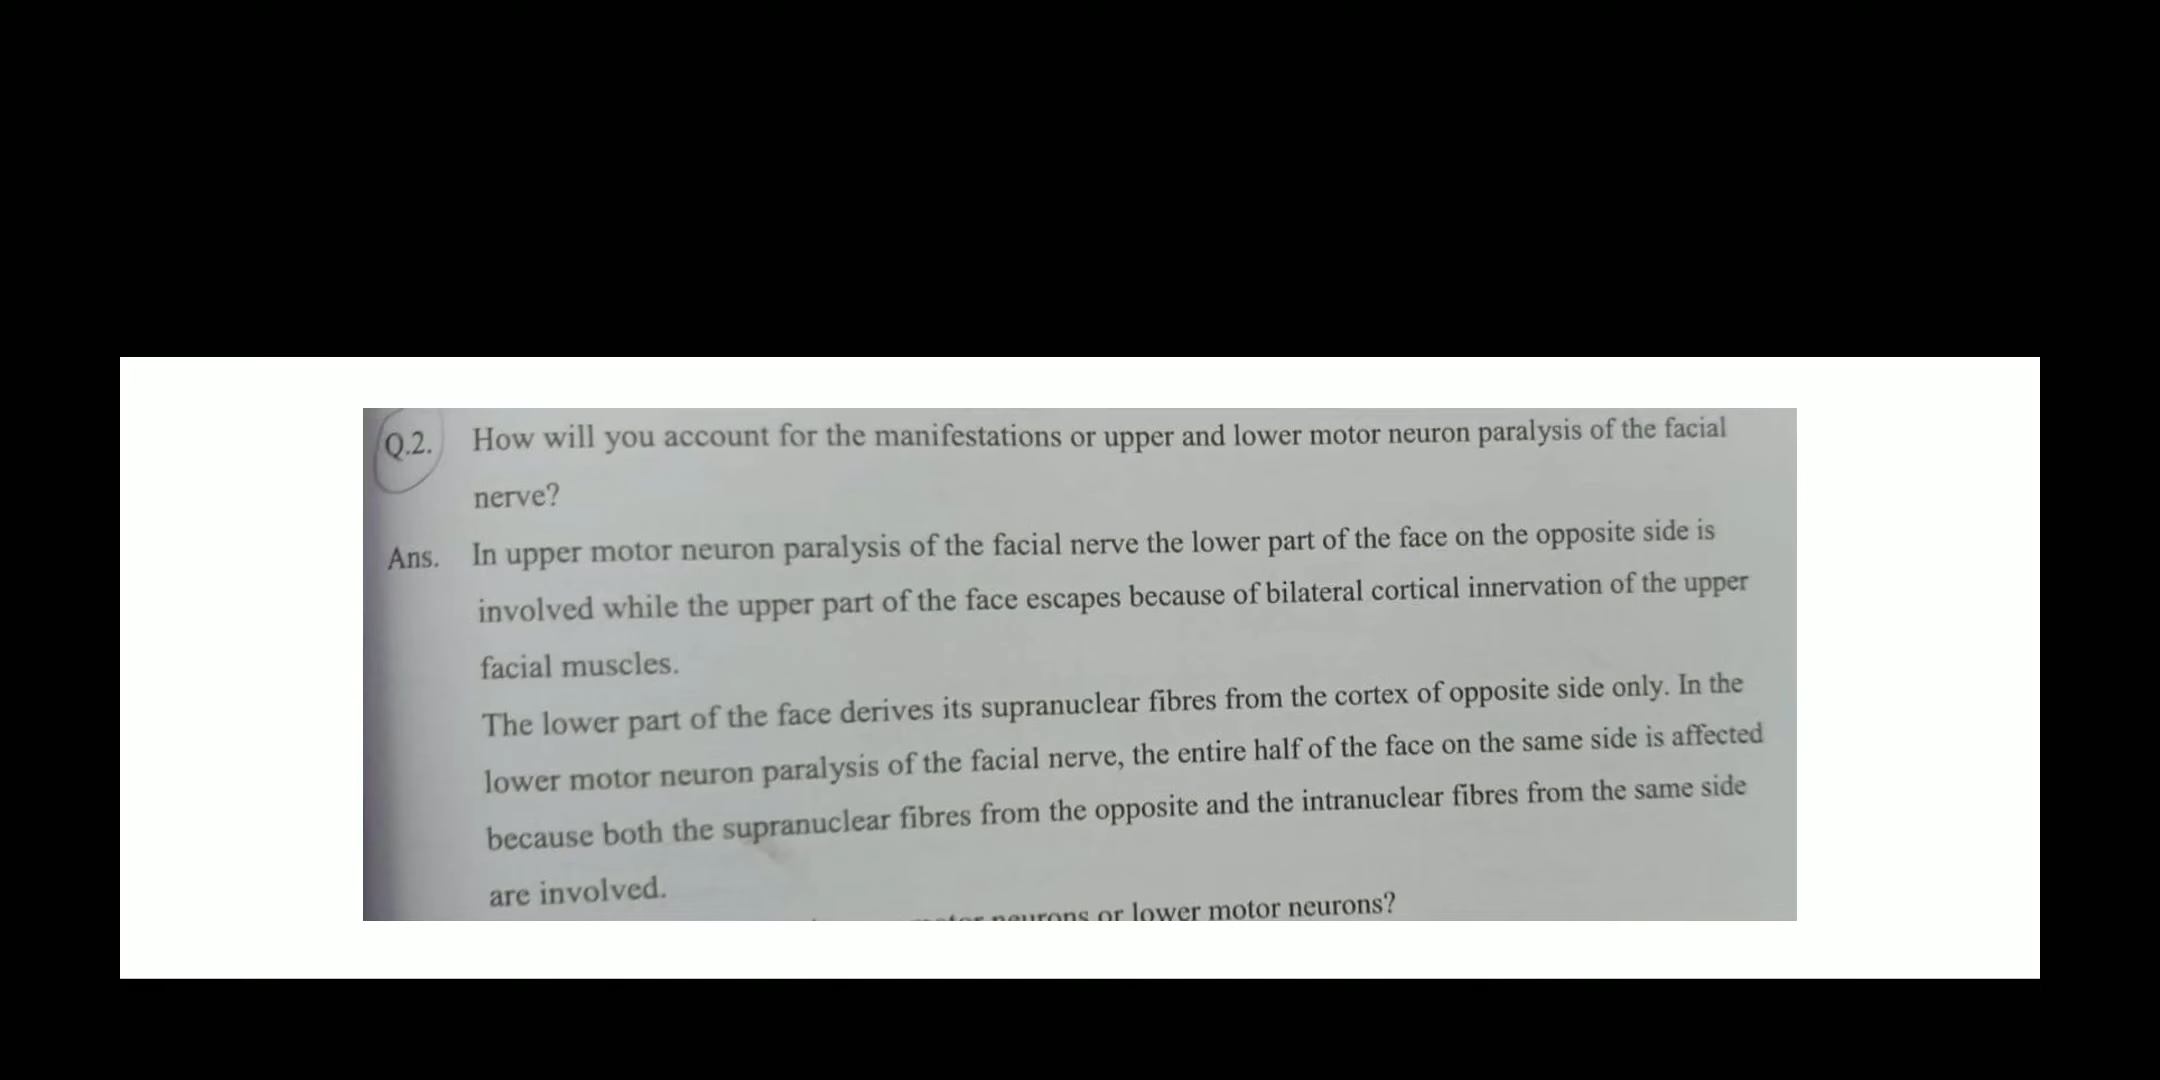 Q.2. How will you account for the manifestations or upper and lower motor neuron paralysis of the facial
nerve?
Ans. In upper motor neuron paralysis of the facial nerve the lower part of the face on the opposite side is
involved while the upper part of the face escapes because of bilateral cortical innervation of the upper
facial muscles.
The lower part of the face derives its supranuclear fibres from the cortex of opposite side only. In the
lower motor neuron paralysis of the facial nerve, the entire half of the face on the same side is affected
because both the supranuclear fibres from the opposite and the intranuclear fibres from the same side
are involved.
neurons or lower motor neurons?